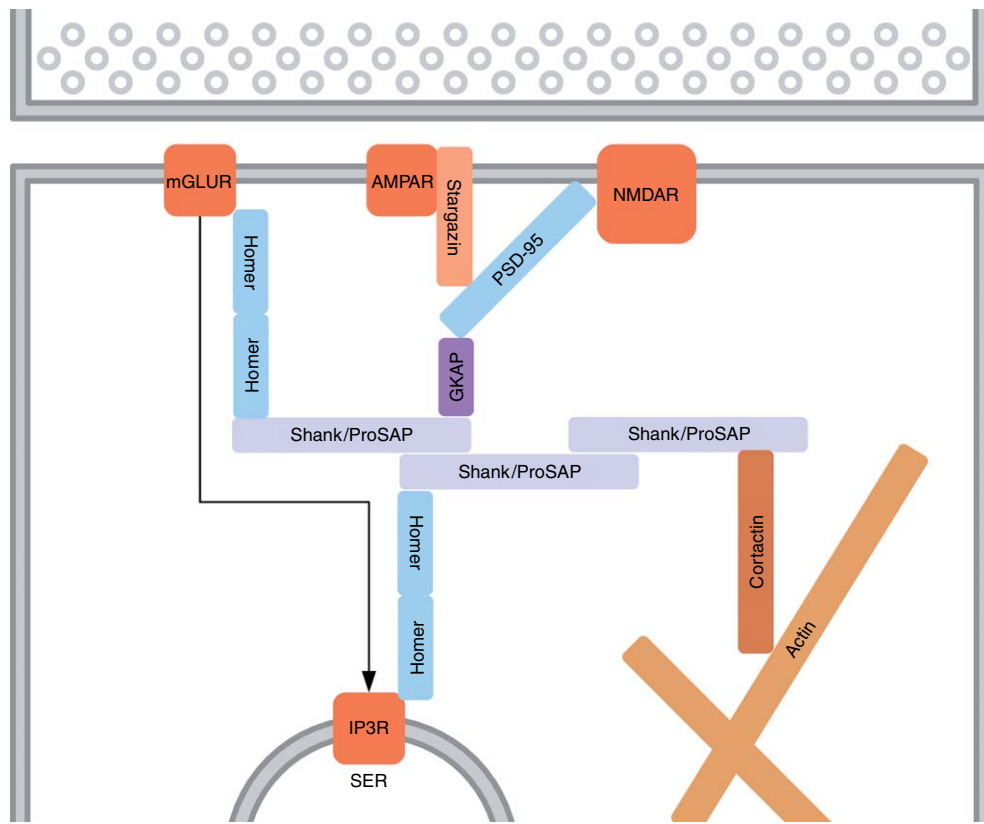 mGLUR
AMPAR
Stargazin
NMDAR
PSD-95
Homer
Homer
GKAP
Shank/ProSAP
Shank/ProSAP
Shank/ProSAP
Homer
Homer
Cortactin
Actin
IP3R
SER